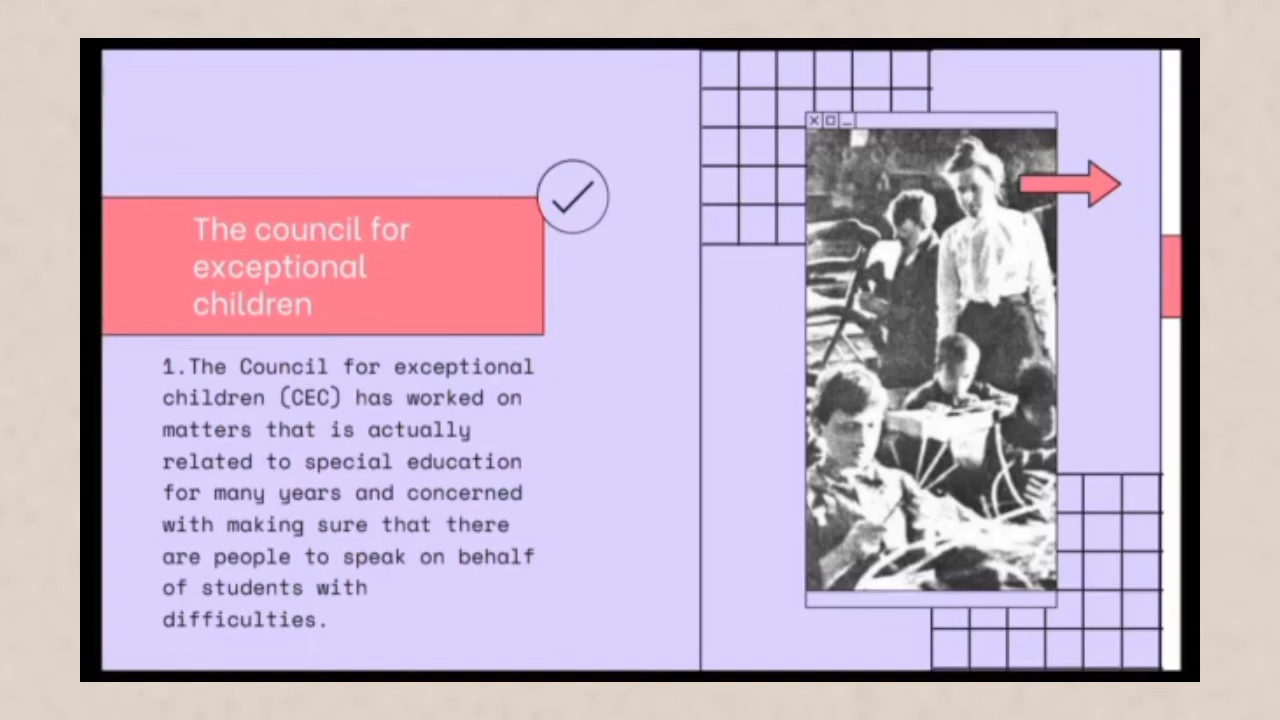 The council for
exceptional
children
1.The Council for exceptional
children (CEC) has worked on
matters that is actually
related to special education
for many years and concerned
with making sure that there
are people to speak on behalf
of students with
difficulties.